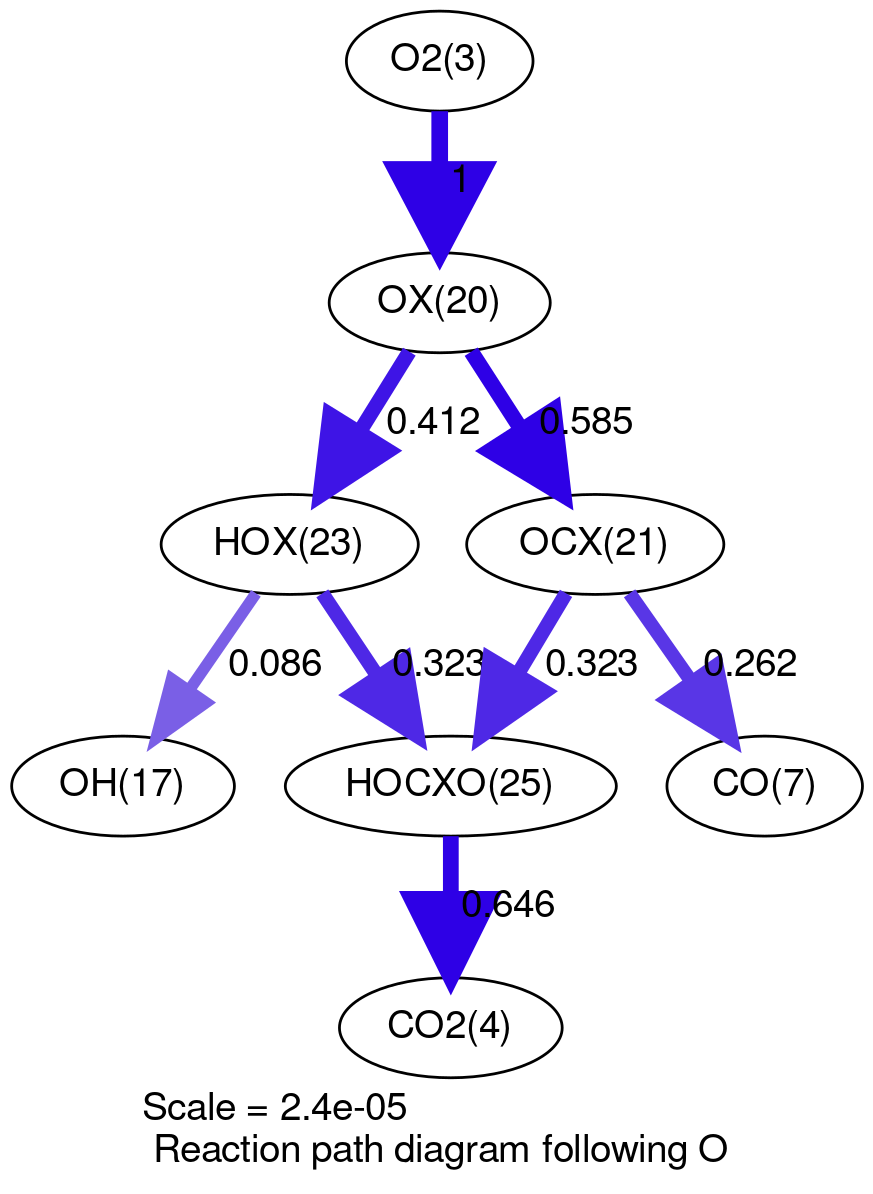 O2(3)
1
OX(20)
0.412
0.585
HOX(23)
OCX(21)
0.086
0.323
0.323
0.262
OH(17)
HOCXO(25)
CO(7)
0.646
CO2(4)
Scale = 2.4e-05
Reaction path diagram following O